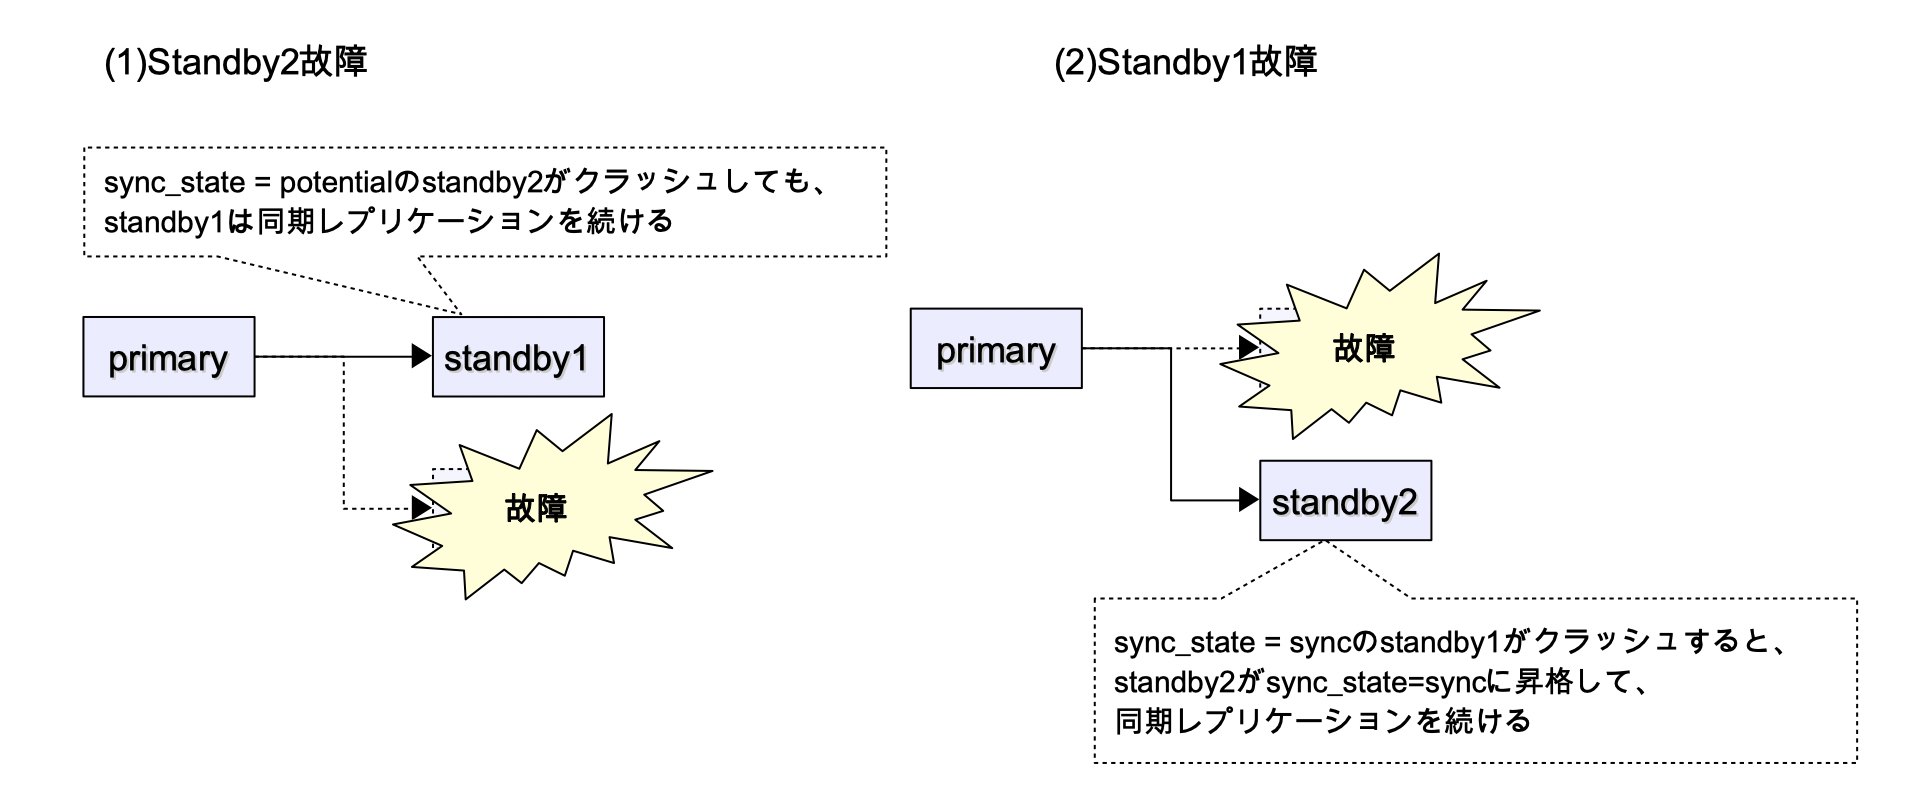 (1)Standby2故障
sync_state = potentialのstandby2がクラッシュしても、
standby1は同期レプリケーションを続ける
primary
standby1
故障
(2)Standby1故障
primary
故障
standby2
sync_state = syncのstandby1がクラッシュすると、
standby2がsync_state=syncに昇格して、
同期レプリケーションを続ける